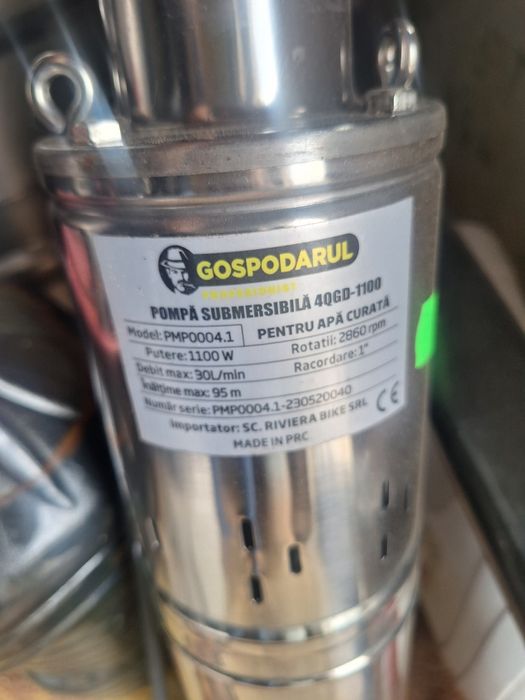 GOSPODARUL
PROFESIONIST
POMPĂ SUBMERSIBILĂ 4QGD-1100
Model: PMP0004.1 PENTRU APĂ CURATĂ
Putere: 1100 W Rotatii: 2860 rpm
Debit max: 30L/min Racordare: 1"
Înălțime max: 95 m
Număr serie: PMP0004.1-230520040
Importator: SC. RIVIERA BIKE SRL CE
MADE IN PRC